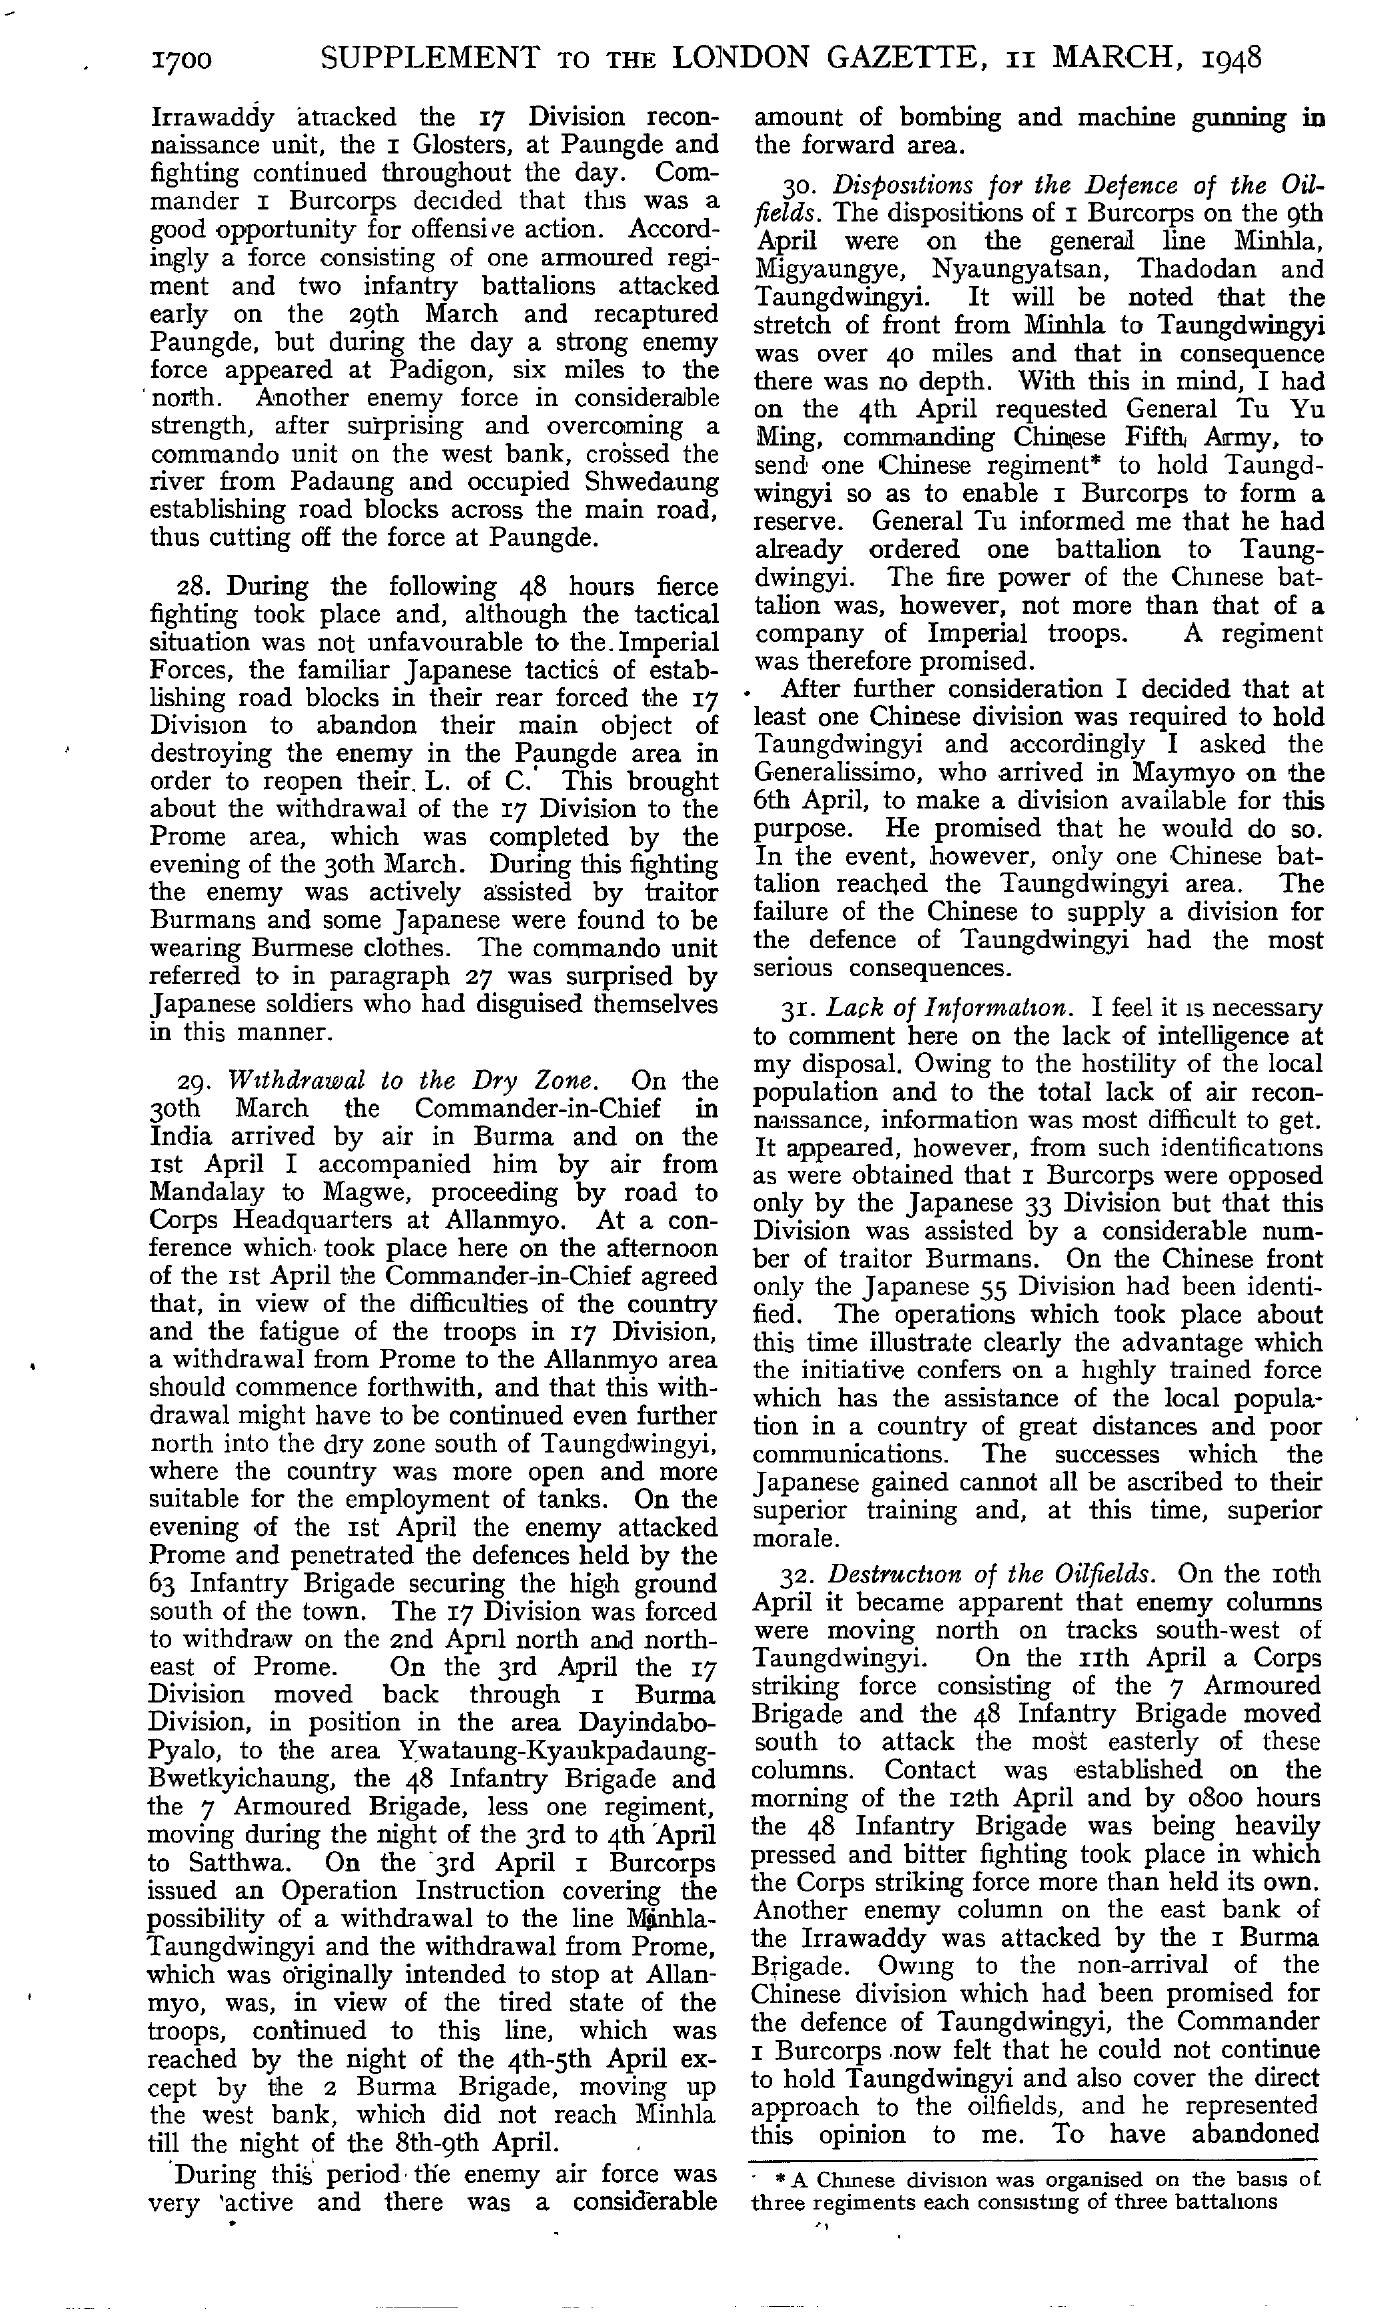 1700 SUPPLEMENT TO THE LONDON GAZETTE, 11 MARCH, 1948
Irrawaddy attacked the 17 Division recon-
naissance unit, the 1 Glosters, at Paungde and
fighting continued throughout the day. Com-
mander 1 Burcorps decided that this was a
good opportunity for offensive action. Accord-
ingly a force consisting of one armoured regi-
ment and two infantry battalions attacked
early on the 29th March and recaptured
Paungde, but during the day a strong enemy
force appeared at Padigon, six miles to the
north. Another enemy force in considerable
strength, after surprising and overcoming a
commando unit on the west bank, crossed the
river from Padaung and occupied Shwedaung
establishing road blocks across the main road,
thus cutting off the force at Paungde.
28. During the following 48 hours fierce
fighting took place and, although the tactical
situation was not unfavourable to the Imperial
Forces, the familiar Japanese tactics of estab-
lishing road blocks in their rear forced the 17
Division to abandon their main object of
destroying the enemy in the Paungde area in
order to reopen their L. of C. This brought
about the withdrawal of the 17 Division to the
Prome area, which was completed by the
evening of the 30th March. During this fighting
the enemy was actively assisted by traitor
Burmans and some Japanese were found to be
wearing Burmese clothes. The commando unit
referred to in paragraph 27 was surprised by
Japanese soldiers who had disguised themselves
in this manner.
29. Withdrawal to the Dry Zone. On the
30th March the Commander-in-Chief in
India arrived by air in Burma and on the
1st April I accompanied him by air from
Mandalay to Magwe, proceeding by road to
Corps Headquarters at Allanmyo. At a con-
ference which took place here on the afternoon
of the 1st April the Commander-in-Chief agreed
that, in view of the difficulties of the country
and the fatigue of the troops in 17 Division,
a withdrawal from Prome to the Allanmyo area
should commence forthwith, and that this with-
drawal might have to be continued even further
north into the dry zone south of Taungdwingyi,
where the country was more open and more
suitable for the employment of tanks. On the
evening of the 1st April the enemy attacked
Prome and penetrated the defences held by the
63 Infantry Brigade securing the high ground
south of the town. The 17 Division was forced
to withdraw on the 2nd April north and north-
east of Prome. On the 3rd April the 17
Division moved back through 1 Burma
Division, in position in the area Dayindabo-
Pyalo, to the area Ywataung-Kyaukpadaung-
Bwetkyichaung, the 48 Infantry Brigade and
the 7 Armoured Brigade, less one regiment,
moving during the night of the 3rd to 4th April
to Satthwa. On the 3rd April 1 Burcorps
issued an Operation Instruction covering the
possibility of a withdrawal to the line Minhla-
Taungdwingyi and the withdrawal from Prome,
which was originally intended to stop at Allan-
myo, was, in view of the tired state of the
troops, continued to this line, which was
reached by the night of the 4th-5th April ex-
cept by the 2 Burma Brigade, moving up
the west bank, which did not reach Minhla
till the night of the 8th-9th April.
During this period the enemy air force was
very active and there was a considerable
amount of bombing and machine gunning in
the forward area.
30. Dispositions for the Defence of the Oil-
fields. The dispositions of 1 Burcorps on the 9th
April were on the general line Minhla,
Migyaungye, Nyaungyatsan, Thadodan and
Taungdwingyi. It will be noted that the
stretch of front from Minhla to Taungdwingyi
was over 40 miles and that in consequence
there was no depth. With this in mind, I had
on the 4th April requested General Tu Yu
Ming, commanding Chinese Fifth Army, to
send one Chinese regiment* to hold Taungd-
wingyi so as to enable 1 Burcorps to form a
reserve. General Tu informed me that he had
already ordered one battalion to Taung-
dwingyi. The fire power of the Chinese bat-
talion was, however, not more than that of a
company of Imperial troops. A regiment
was therefore promised.
After further consideration I decided that at
least one Chinese division was required to hold
Taungdwingyi and accordingly I asked the
Generalissimo, who arrived in Maymyo on the
6th April, to make a division available for this
purpose. He promised that he would do so.
In the event, however, only one Chinese bat-
talion reached the Taungdwingyi area. The
failure of the Chinese to supply a division for
the defence of Taungdwingyi had the most
serious consequences.
31. Lack of Information. I feel it is necessary
to comment here on the lack of intelligence at
my disposal. Owing to the hostility of the local
population and to the total lack of air recon-
naissance, information was most difficult to get.
It appeared, however, from such identifications
as were obtained that 1 Burcorps were opposed
only by the Japanese 33 Division but that this
Division was assisted by a considerable num-
ber of traitor Burmans. On the Chinese front
only the Japanese 55 Division had been identi-
fied. The operations which took place about
this time illustrate clearly the advantage which
the initiative confers on a highly trained force
which has the assistance of the local popula-
tion in a country of great distances and poor
communications. The successes which the
Japanese gained cannot all be ascribed to their
superior training and, at this time, superior
morale.
32. Destruction of the Oilfields. On the 10th
April it became apparent that enemy columns
were moving north on tracks south-west of
Taungdwingyi. On the 11th April a Corps
striking force consisting of the 7 Armoured
Brigade and the 48 Infantry Brigade moved
south to attack the most easterly of these
columns. Contact was established on the
morning of the 12th April and by 0800 hours
the 48 Infantry Brigade was being heavily
pressed and bitter fighting took place in which
the Corps striking force more than held its own.
Another enemy column on the east bank of
the Irrawaddy was attacked by the 1 Burma
Brigade. Owing to the non-arrival of the
Chinese division which had been promised for
the defence of Taungdwingyi, the Commander
1 Burcorps now felt that he could not continue
to hold Taungdwingyi and also cover the direct
approach to the oilfields, and he represented
this opinion to me. To have abandoned
* A Chinese division was organised on the basis of
three regiments each consisting of three battalions